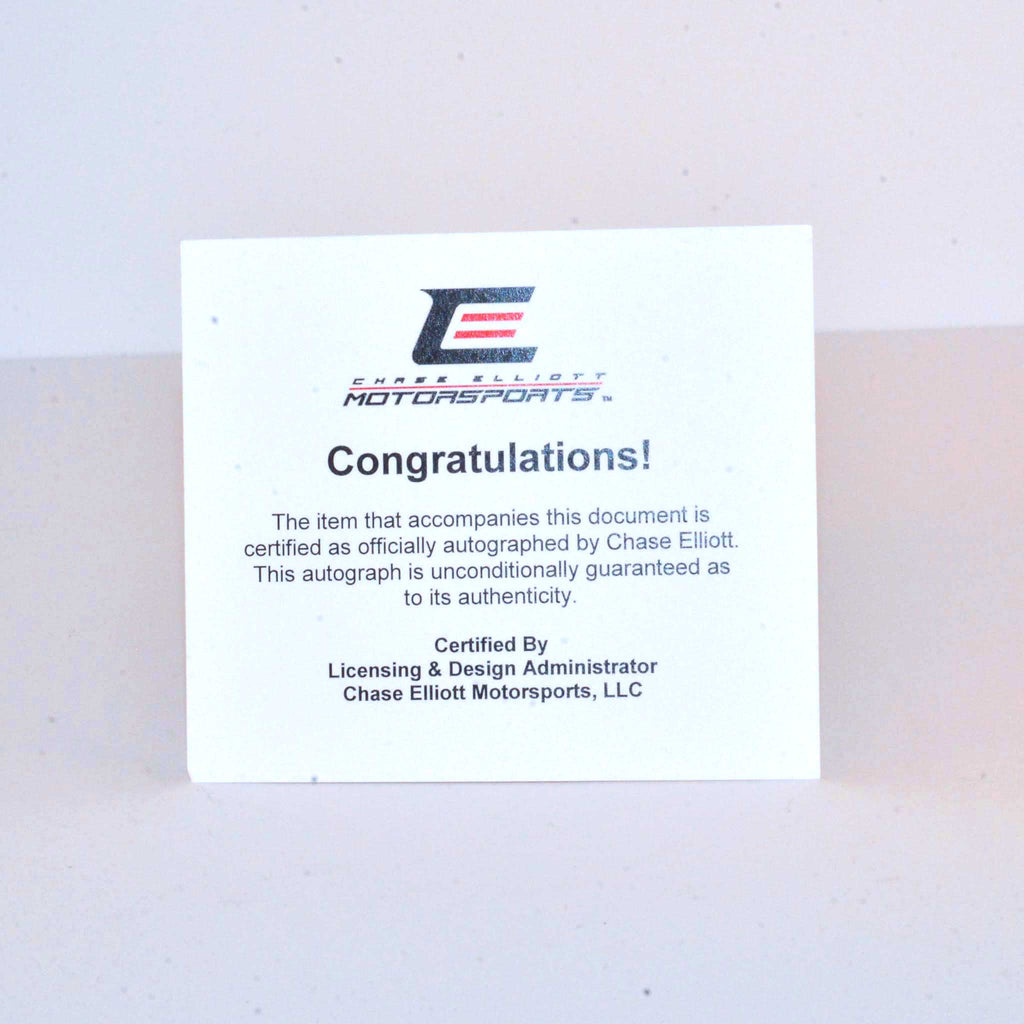 CHASE ELLIOTT
MOTORSPORTS™
Congratulations!
The item that accompanies this document is
certified as officially autographed by Chase Elliott.
This autograph is unconditionally guaranteed as
to its authenticity.
Certified By
Licensing & Design Administrator
Chase Elliott Motorsports, LLC